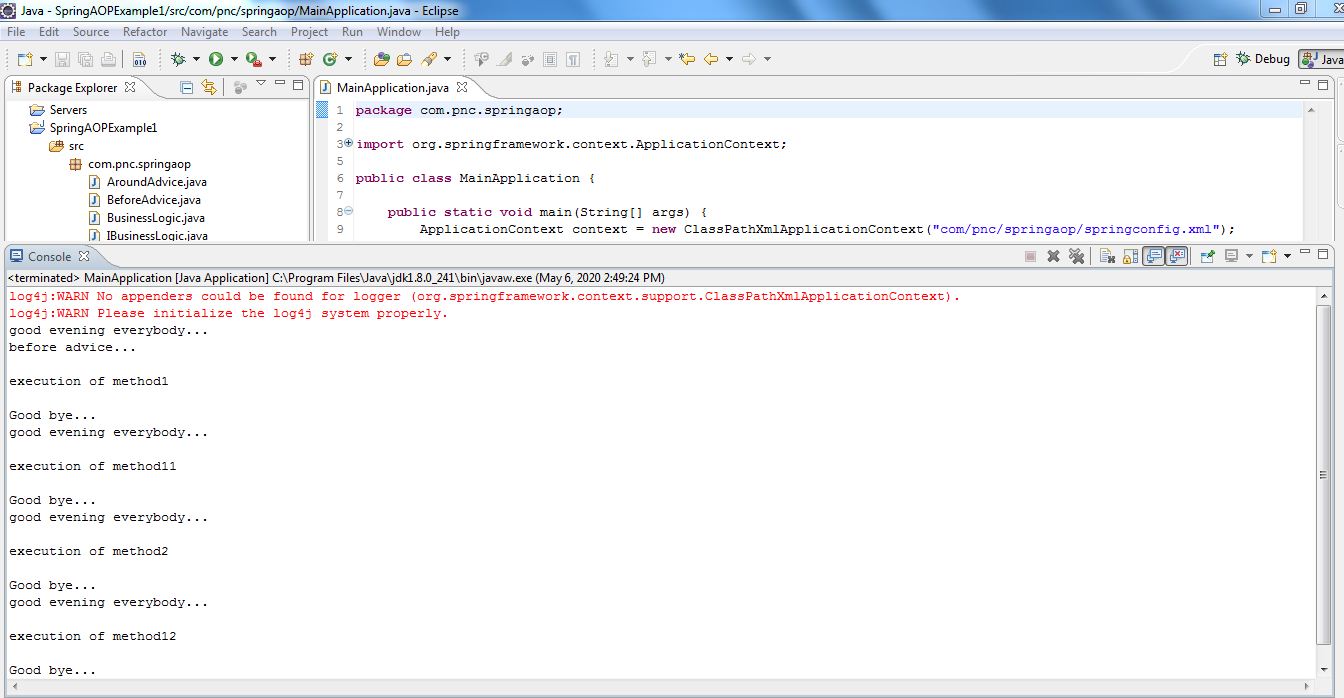 Java - SpringAOPExample1/src/com/pnc/springaop/MainApplication.java - Eclipse
File Edit Source Refactor Navigate Search Project Run Window Help
010
Debug
Java
Package Explorer
MainApplication.java
Servers
SpringAOPExample1
src
com.pnc.springaop
AroundAdvice.java
BeforeAdvice.java
BusinessLogic.java
IBusinessLogic.java
1 package com.pnc.springaop;
2
3 import org.springframework.context.ApplicationContext;
5
6 public class MainApplication {
7
8 public static void main(String[] args) {
9 ApplicationContext context = new ClassPathXmlApplicationContext("com/pnc/springaop/springconfig.xml");
Console
<terminated> MainApplication [Java Application] C:\Program Files\Java\jdk1.8.0_241\bin\javaw.exe (May 6, 2020 2:49:24 PM)
log4j:WARN No appenders could be found for logger (org.springframework.context.support.ClassPathXmlApplicationContext).
log4j:WARN Please initialize the log4j system properly.
good evening everybody...
before advice...
execution of method1
Good bye...
good evening everybody...
execution of method11
Good bye...
good evening everybody...
execution of method2
Good bye...
good evening everybody...
execution of method12
Good bye...